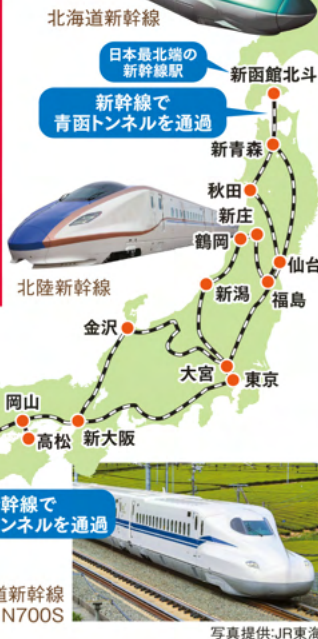 北海道新幹線
日本最北端の
新幹線駅
新函館北斗
新幹線で
青函トンネルを通過
新青森
秋田
新庄
鶴岡
仙台
北陸新幹線
新潟
福島
金沢
大宮
東京
岡山
高松
新大阪
幹線で
ンネルを通過
道新幹線
N700S
写真提供:JR東海